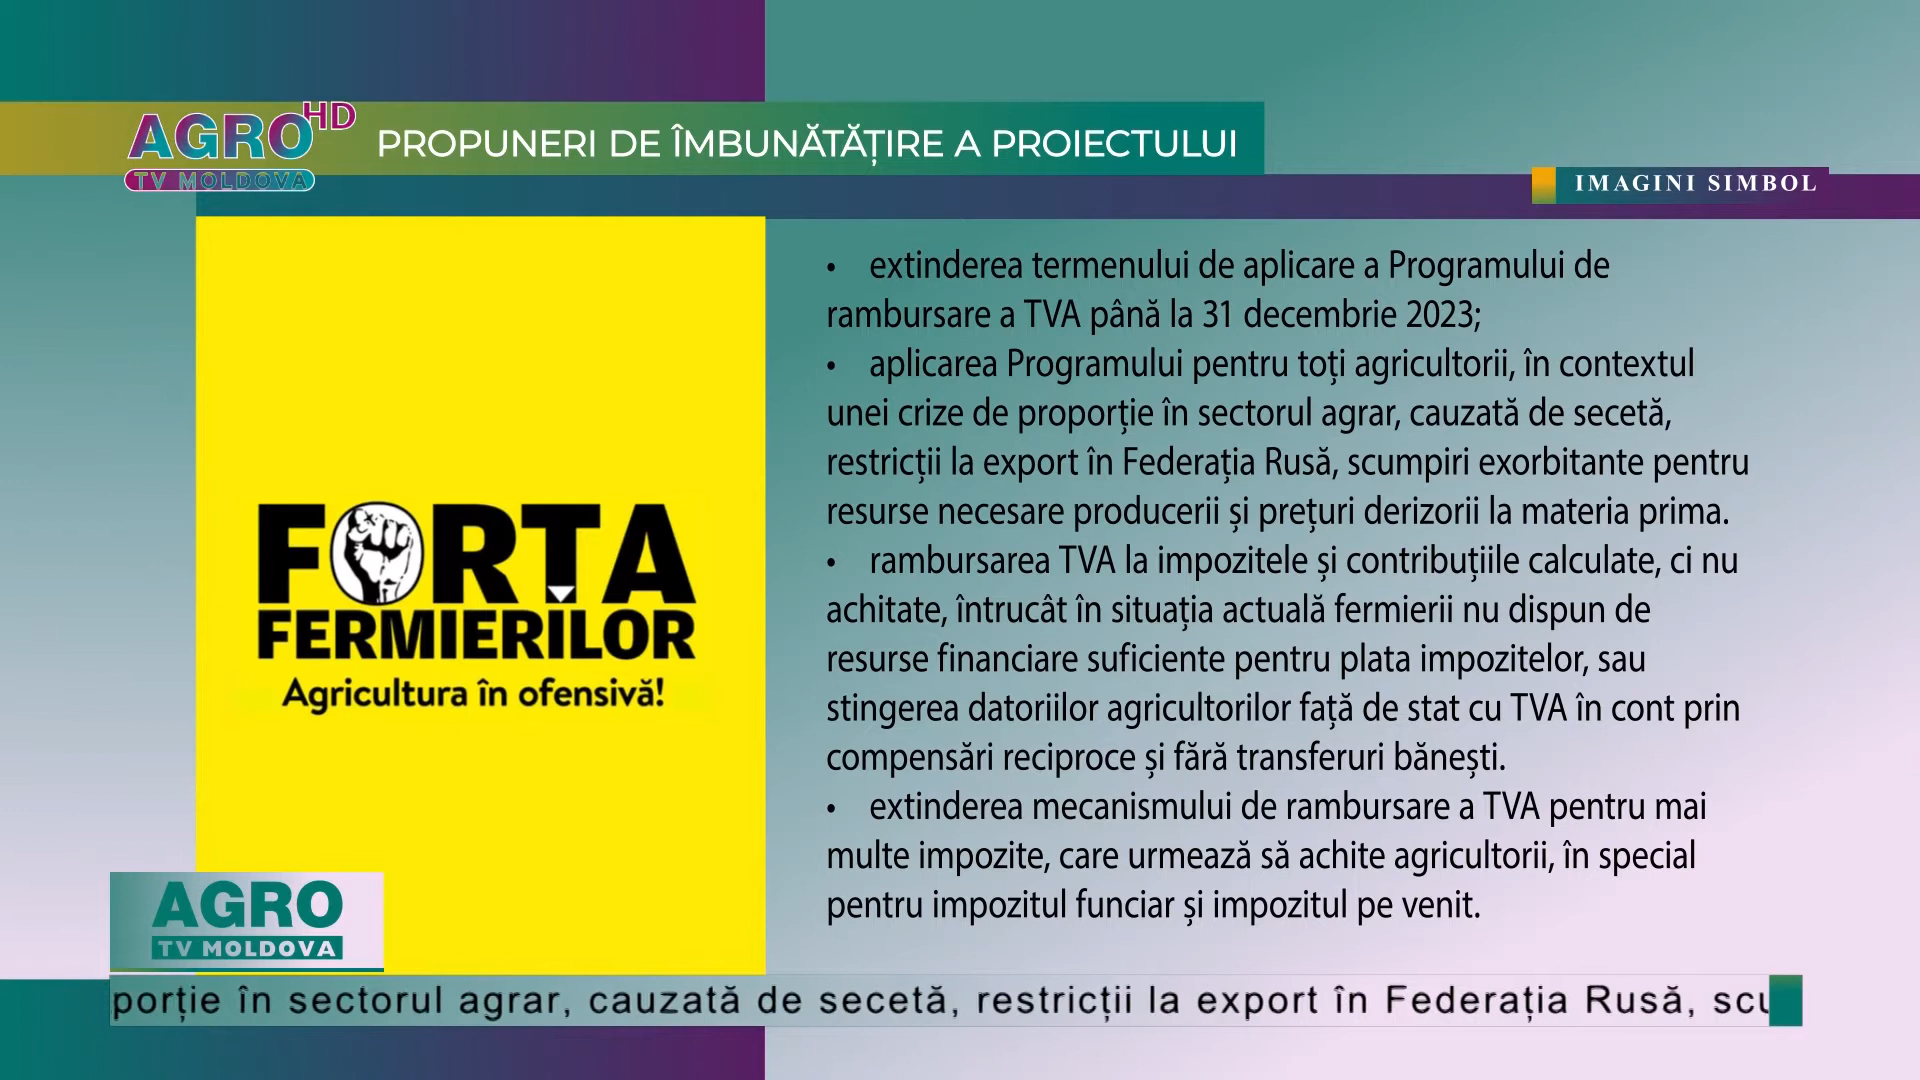 AGRO HD
TV MOLDOVA
PROPUNERI DE ÎMBUNĂTĂȚIRE A PROIECTULUI
IMAGINI SIMBOL
• extinderea termenului de aplicare a Programului de
rambursare a TVA până la 31 decembrie 2023;
• aplicarea Programului pentru toți agricultorii, în contextul
unei crize de proporție în sectorul agrar, cauzată de secetă,
restricții la export în Federația Rusă, scumpiri exorbitante pentru
resurse necesare producerii și prețuri derizorii la materia prima.
• rambursarea TVA la impozitele și contribuțiile calculate, ci nu
achitate, întrucât în situația actuală fermierii nu dispun de
resurse financiare suficiente pentru plata impozitelor, sau
stingerea datoriilor agricultorilor față de stat cu TVA în cont prin
compensări reciproce și fără transferuri bănești.
• extinderea mecanismului de rambursare a TVA pentru mai
multe impozite, care urmează să achite agricultorii, în special
pentru impozitul funciar și impozitul pe venit.
FORȚA
FERMIERILOR
Agricultura în ofensivă!
AGRO
TV MOLDOVA
porție în sectorul agrar, cauzată de secetă, restricții la export în Federația Rusă, scu